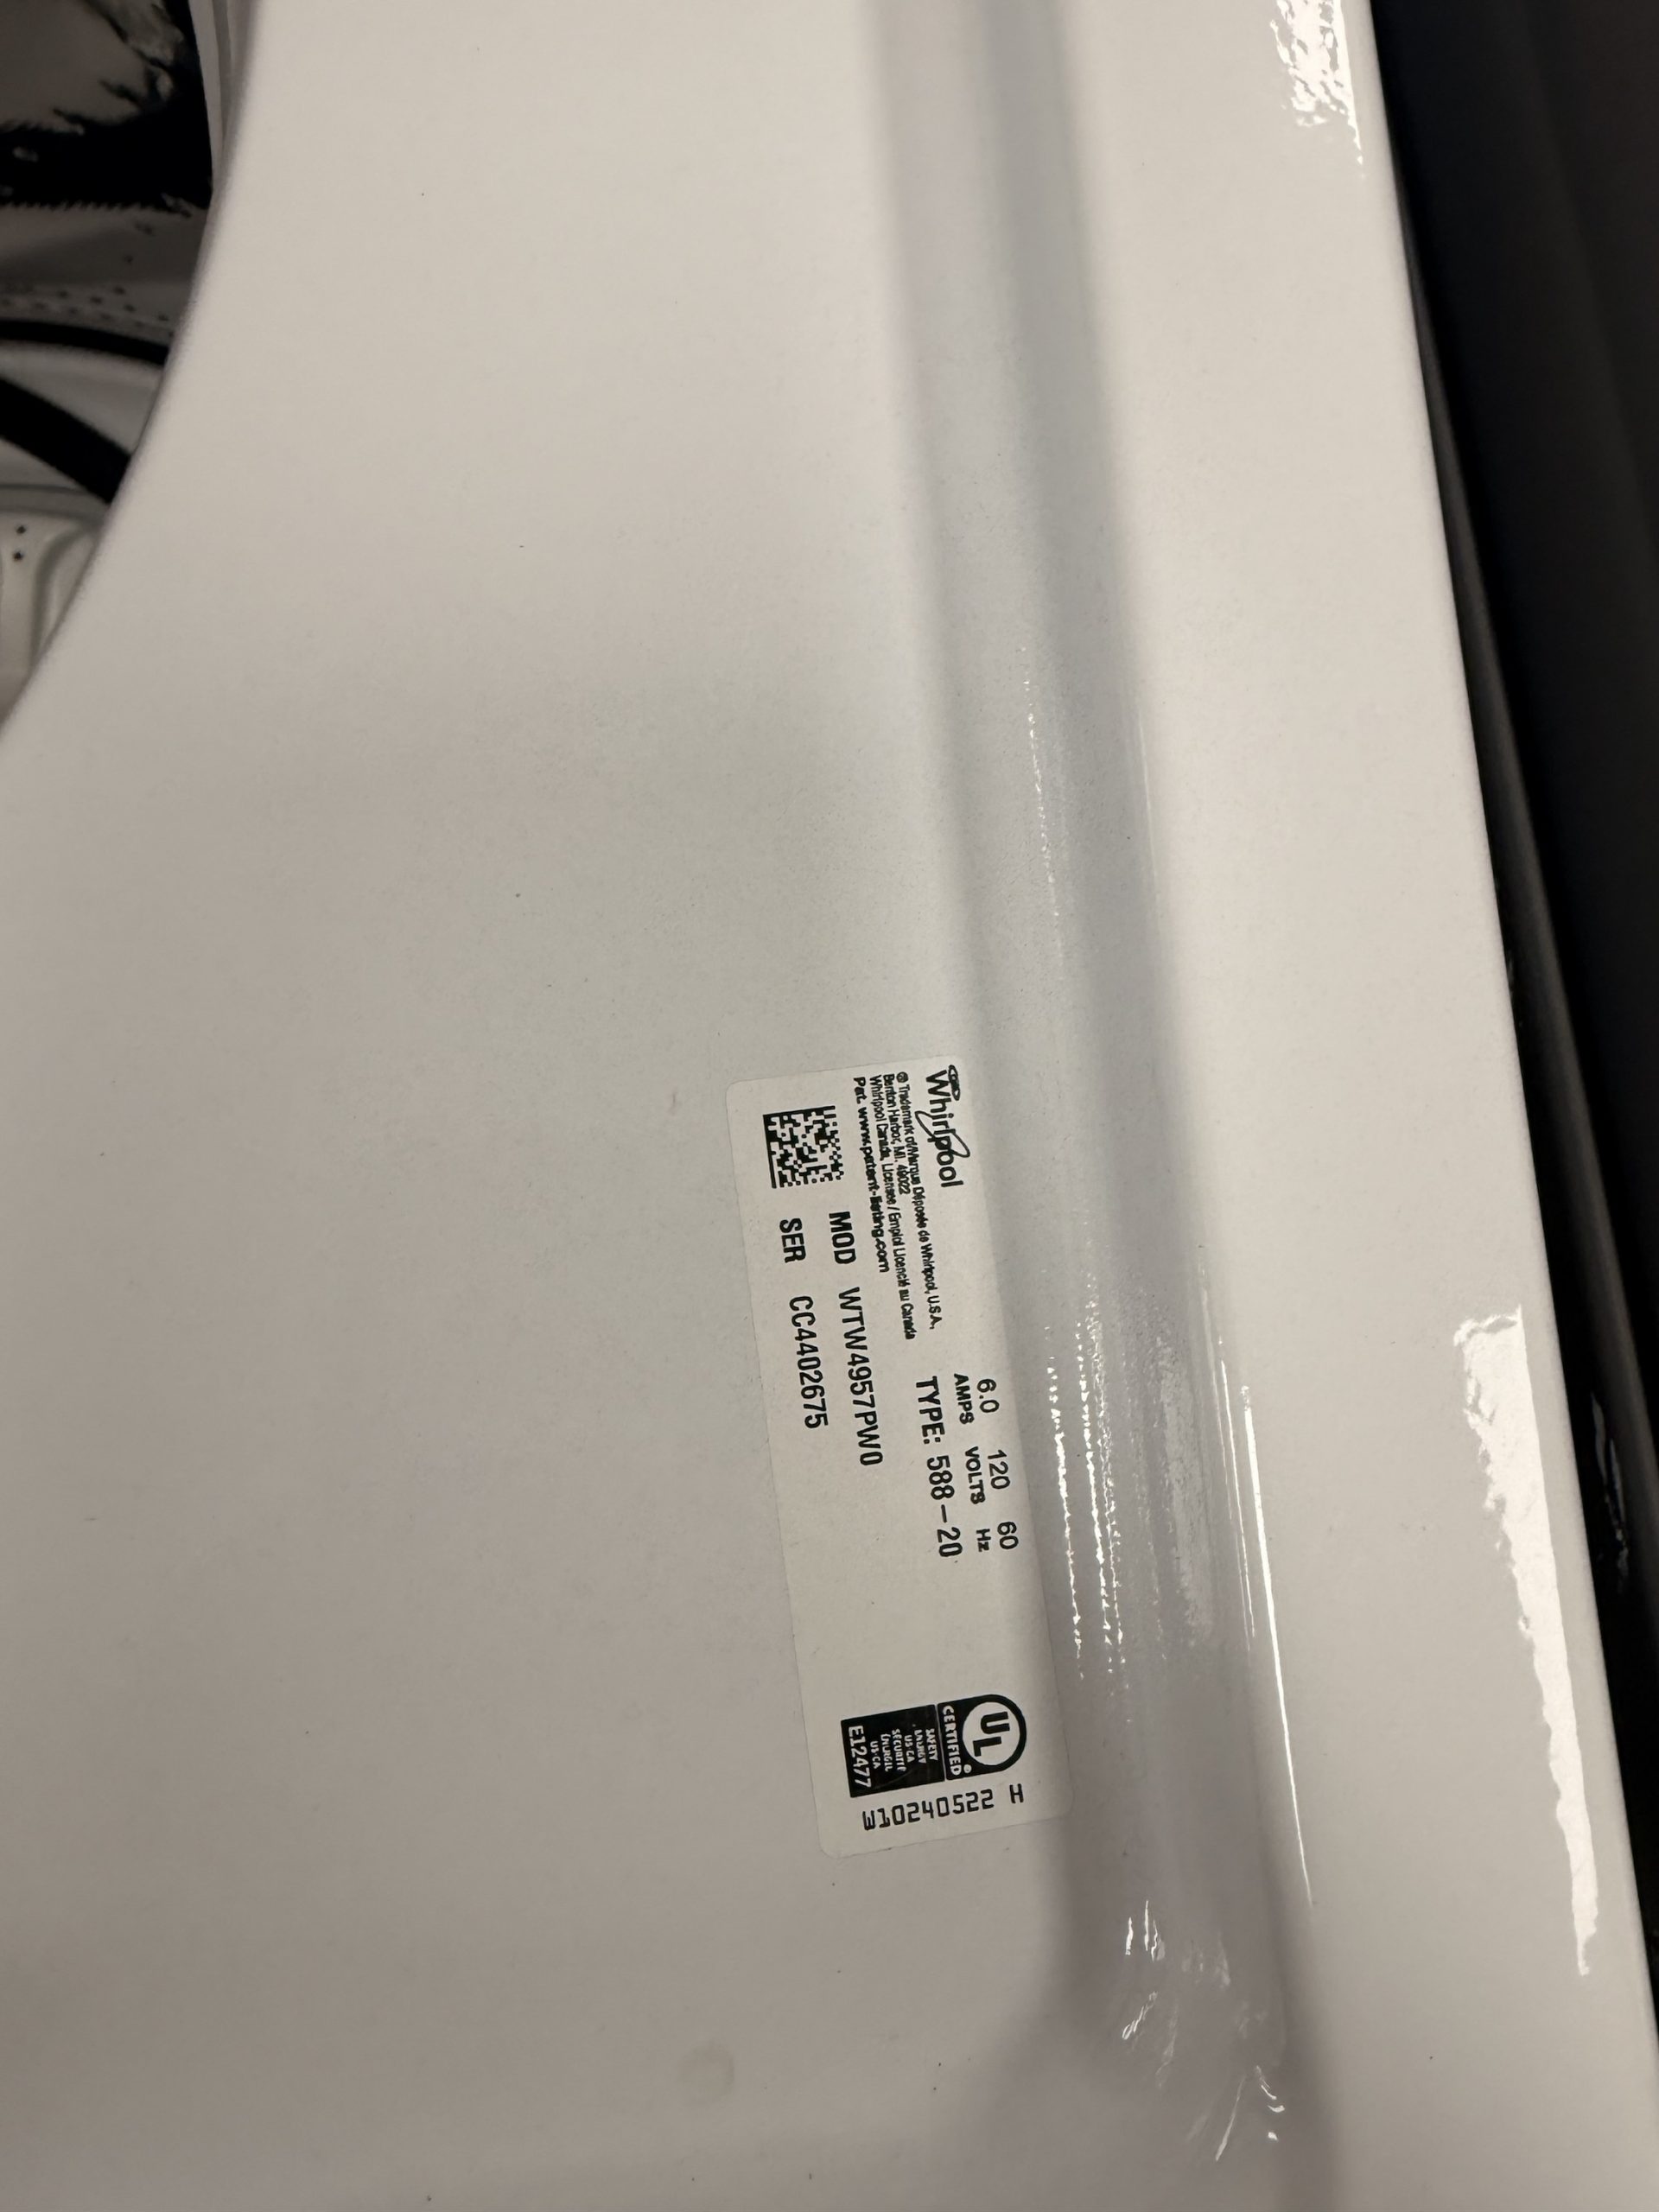 Whirlpool
® Trademark of/Marque Déposée de Whirlpool, U.S.A.,
Benton Harbor, MI. 49022
Whirlpool Canada, Licensee / Emploi Licencié au Canada
Pat. www.patent-listing.com
6.0 120 60
AMPS VOLTS Hz
TYPE: 588-20
MOD WTW4957PW0
SER CC4402675
UL
CERTIFIED®
SAFETY
ENERGY
US-CA
SÉCURITÉ
ÉNERGIE
US-CA
E12477
W10240522 H